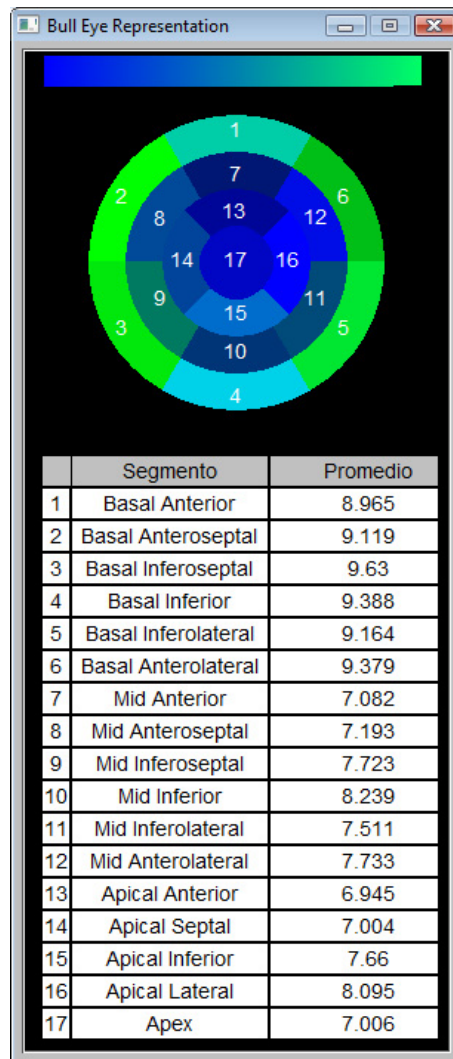 Bull Eye Representation
1
2
7
6
8
13
12
14
17
16
9
11
15
3
5
10
4
Segmento Promedio
1 Basal Anterior 8.965
2 Basal Anteroseptal 9.119
3 Basal Inferoseptal 9.63
4 Basal Inferior 9.388
5 Basal Inferolateral 9.164
6 Basal Anterolateral 9.379
7 Mid Anterior 7.082
8 Mid Anteroseptal 7.193
9 Mid Inferoseptal 7.723
10 Mid Inferior 8.239
11 Mid Inferolateral 7.511
12 Mid Anterolateral 7.733
13 Apical Anterior 6.945
14 Apical Septal 7.004
15 Apical Inferior 7.66
16 Apical Lateral 8.095
17 Apex 7.006